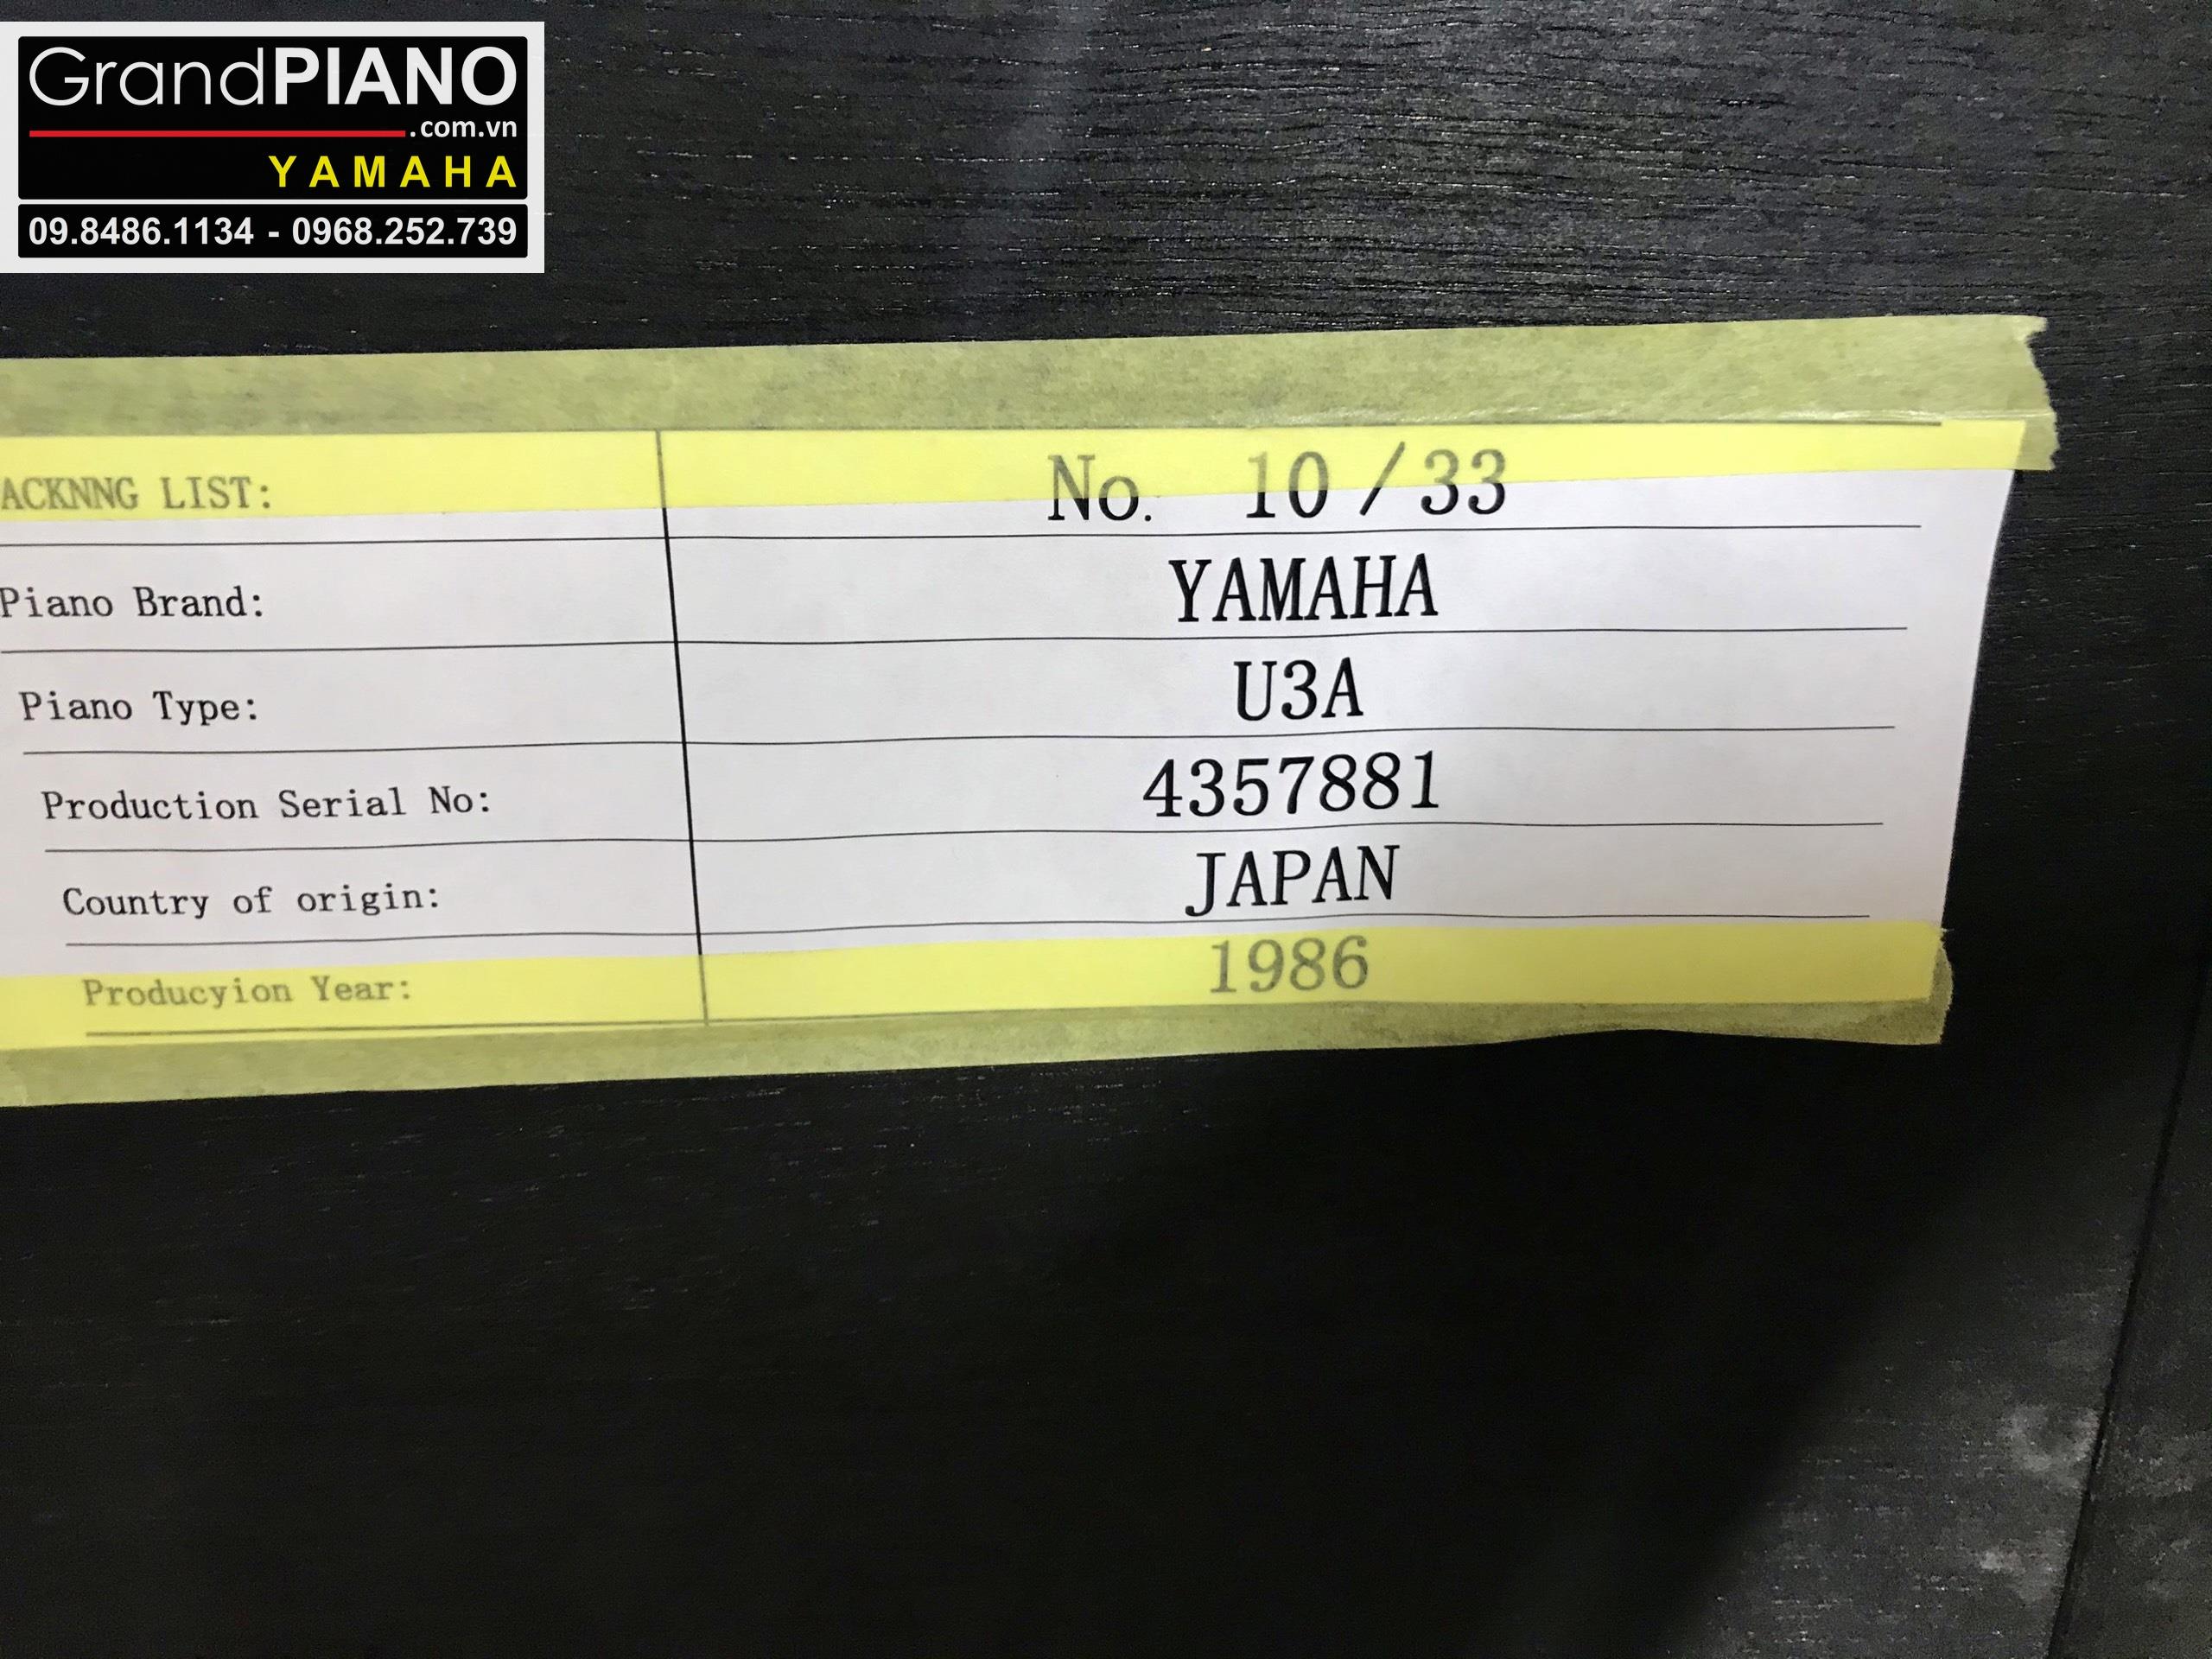 GrandPIANO
.com.vn
YAMAHA
09.8486.1134 - 0968.252.739
ACKNNG LIST: No. 10/33
Piano Brand: YAMAHA
Piano Type: U3A
Production Serial No: 4357881
Country of origin: JAPAN
Producyion Year: 1986